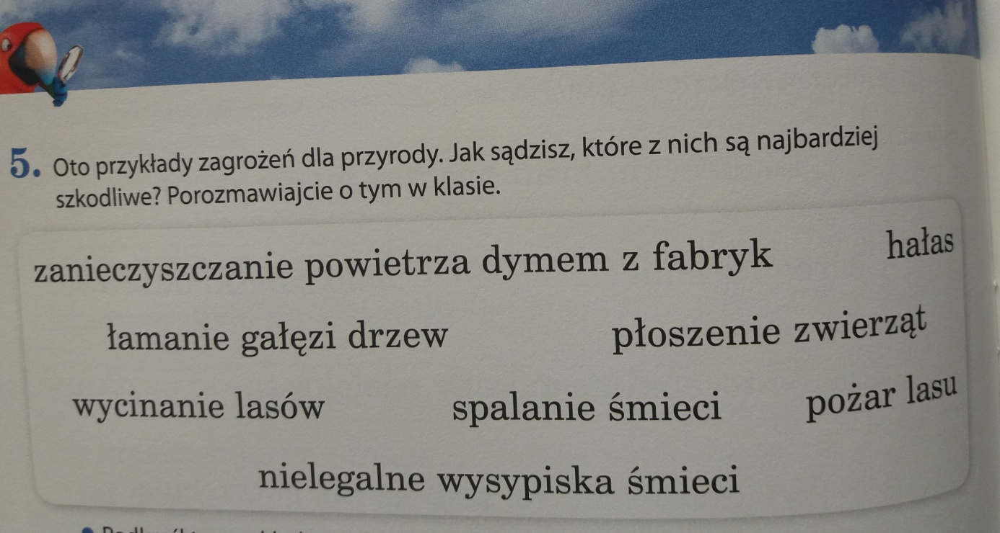 5. Oto przykłady zagrożeń dla przyrody. Jak sądzisz, które z nich są najbardziej
szkodliwe? Porozmawiajcie o tym w klasie.
zanieczyszczanie powietrza dymem z fabryk hałas
łamanie gałęzi drzew płoszenie zwierząt
wycinanie lasów spalanie śmieci pożar lasu
nielegalne wysypiska śmieci